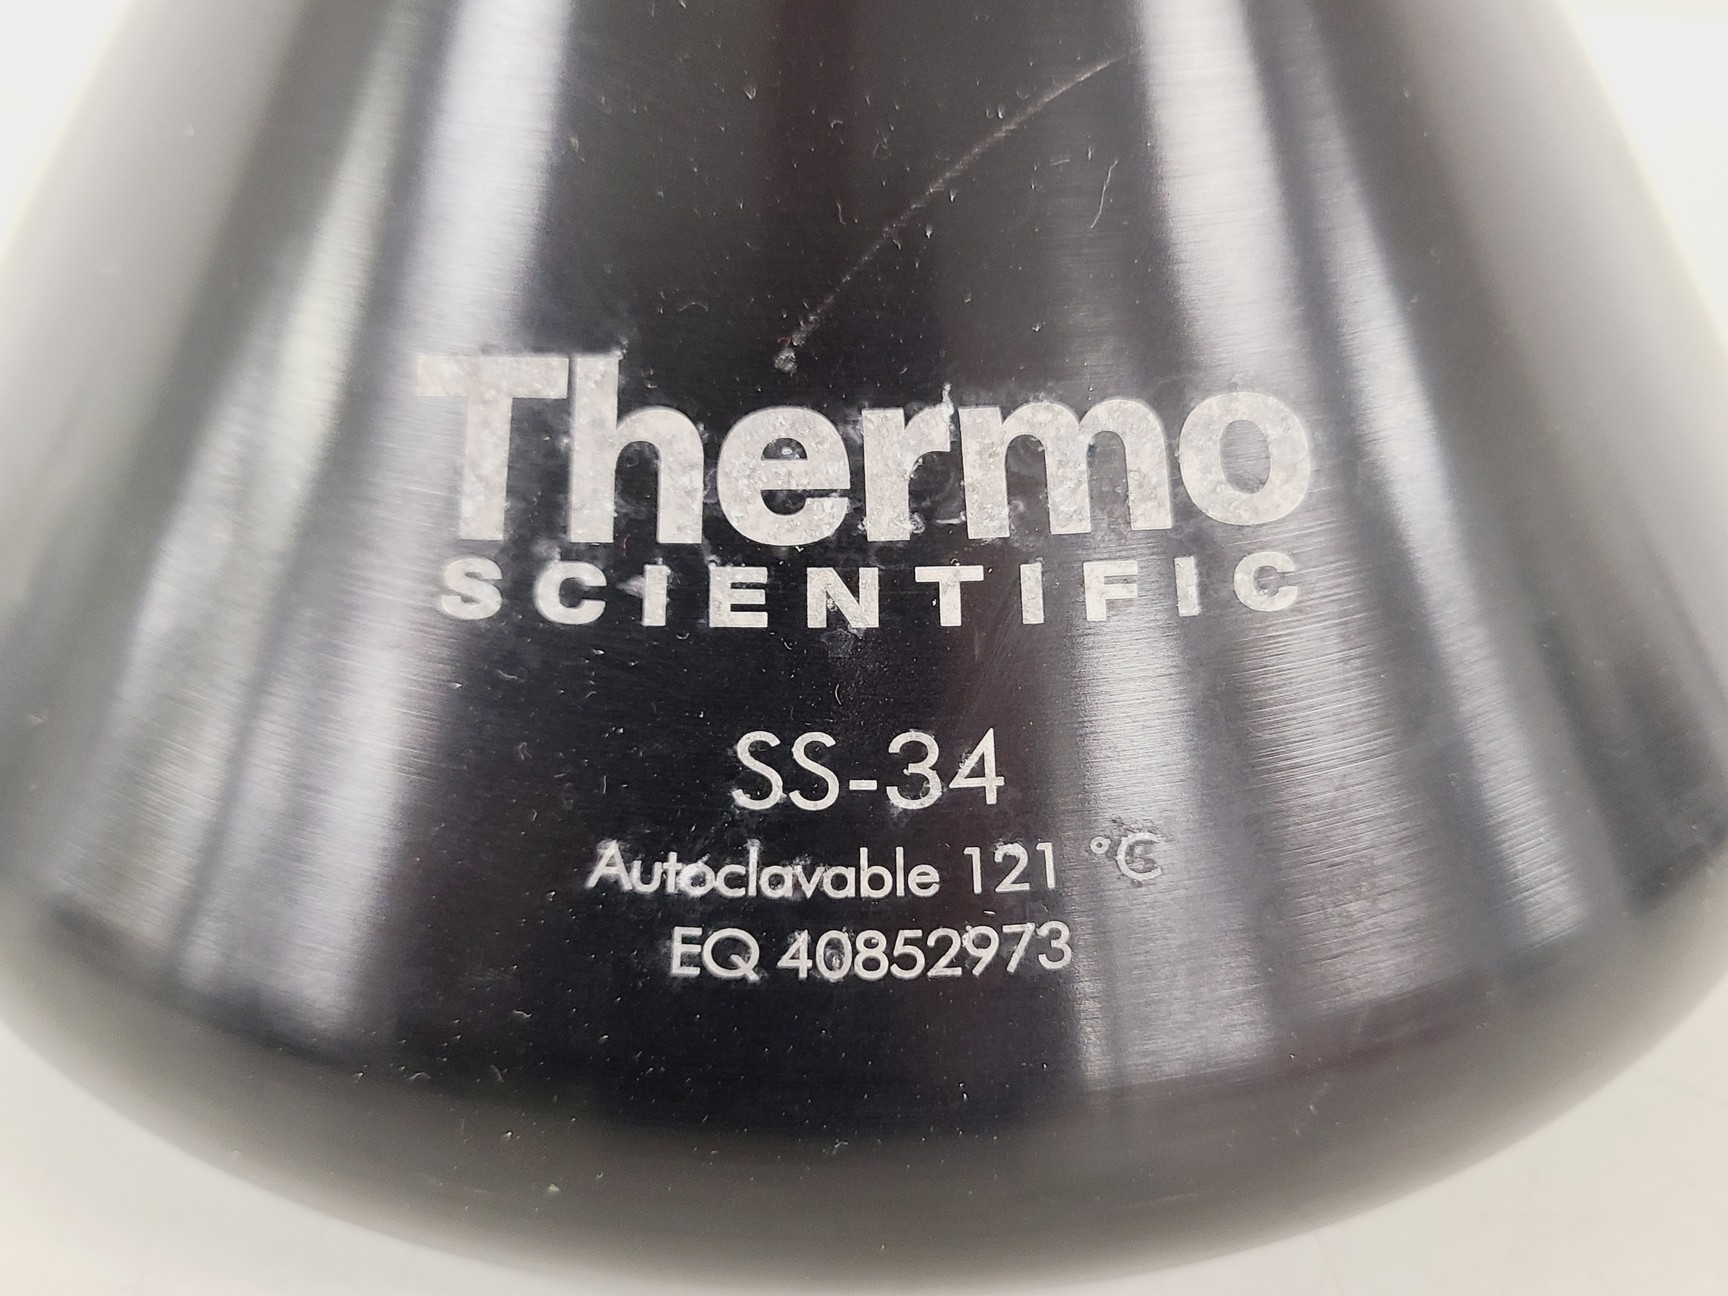 Thermo
SCIENTIFIC
SS-34
Autoclavable 121 °C
EQ 40852973